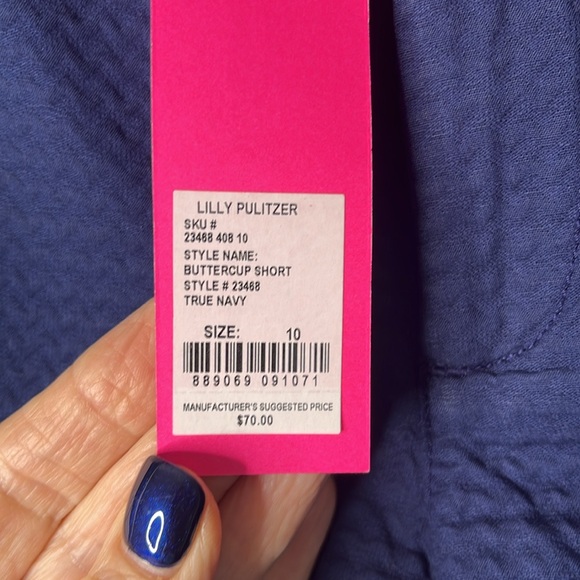 LILLY PULITZER
SKU #
23468 408 10
STYLE NAME:
BUTTERCUP SHORT
STYLE # 23468
TRUE NAVY
SIZE: 10
889069 091071
MANUFACTURER'S SUGGESTED PRICE
$70.00